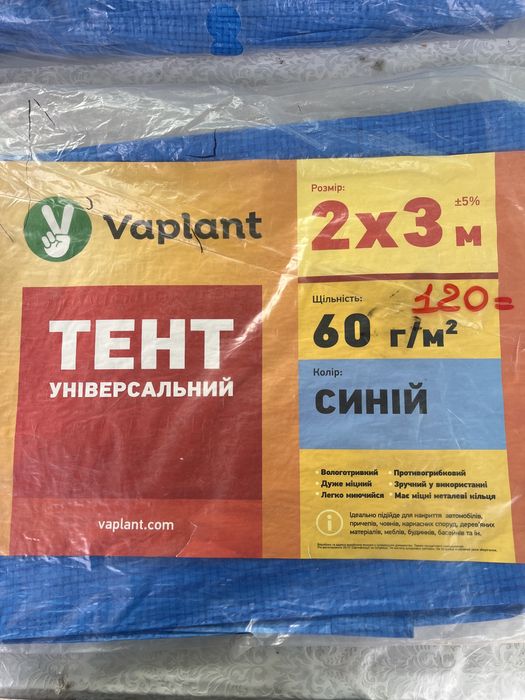 Vaplant
ТЕНТ
УНІВЕРСАЛЬНИЙ
vaplant.com
Розмір:
±5%
2х3 м
Щільність:
120=
60 г/м²
Колір:
СИНІЙ
• Вологотривкий
• Дуже міцний
• Легко миючийся
• Протигрибковий
• Зручний у використанні
• Має міцні металеві кільця
Ідеально підійде для накриття автомобілів,
причепів, човнів, каркасних споруд, дерев'яних
матеріалів, меблів, будинків, басейнів та ін.